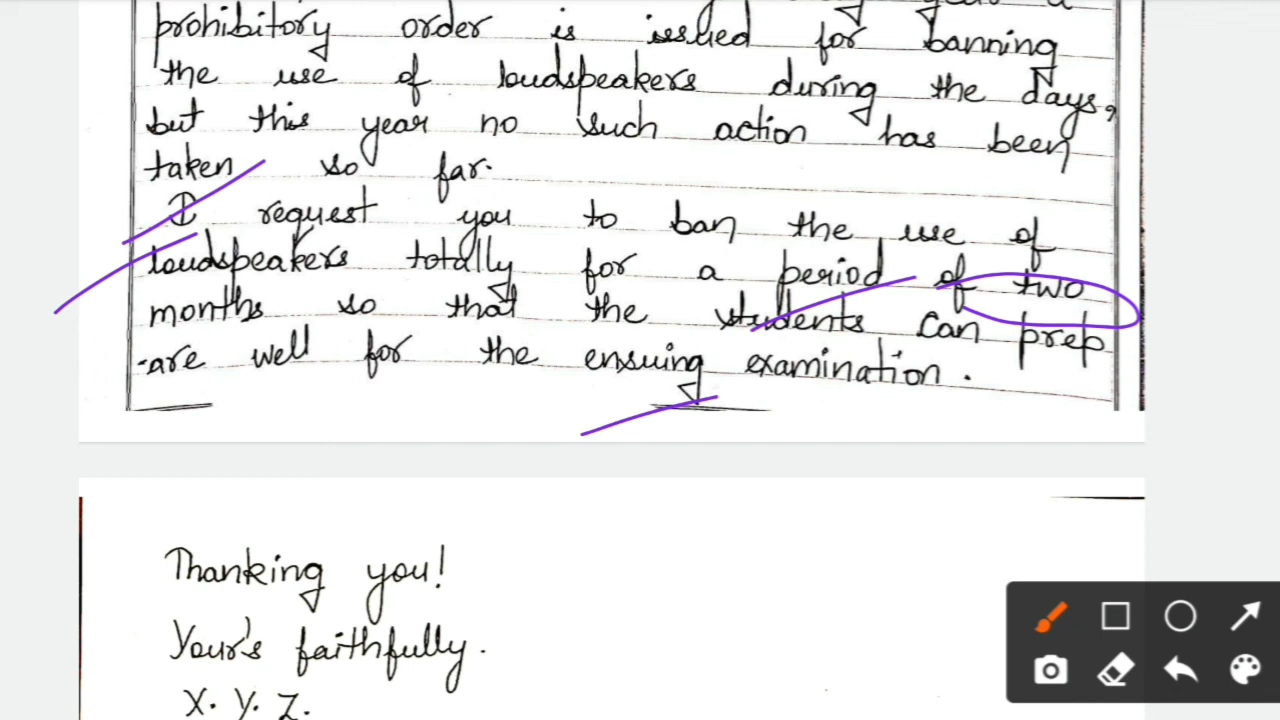 prohibitory order is issued for banning
the use of loudspeakers during the days,
but this year no such action has been
taken so far.
I request you to ban the use of
loudspeakers totally for a period of two
months so that the students can prep
-are well for the ensuing examination.
Thanking you!
Your's faithfully.
X. Y. Z.